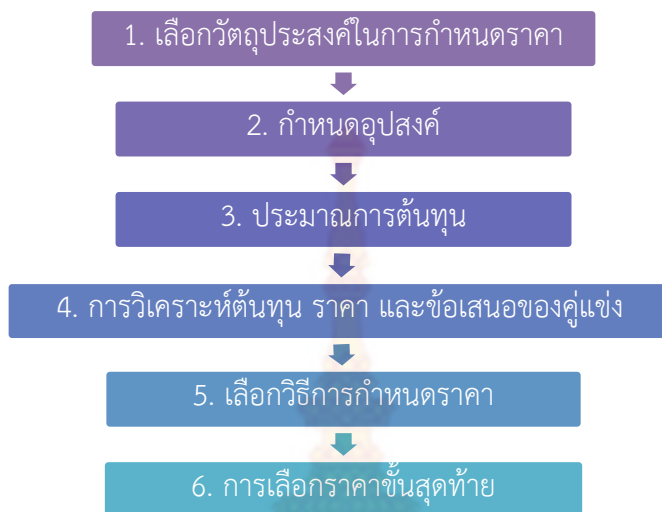 1. เลือกวัตถุประสงค์ในการกำหนดราคา
2. กำหนดอุปสงค์
3. ประมาณการต้นทุน
4. การวิเคราะห์ต้นทุน ราคา และข้อเสนอของคู่แข่ง
5. เลือกวิธีการกำหนดราคา
6. การเลือกราคาขั้นสุดท้าย